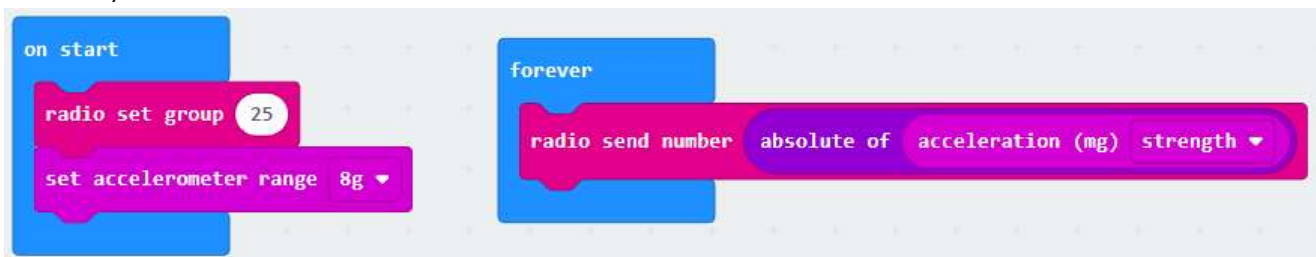 on start
radio set group 25
set accelerometer range 8g
forever
radio send number absolute of acceleration (mg) strength